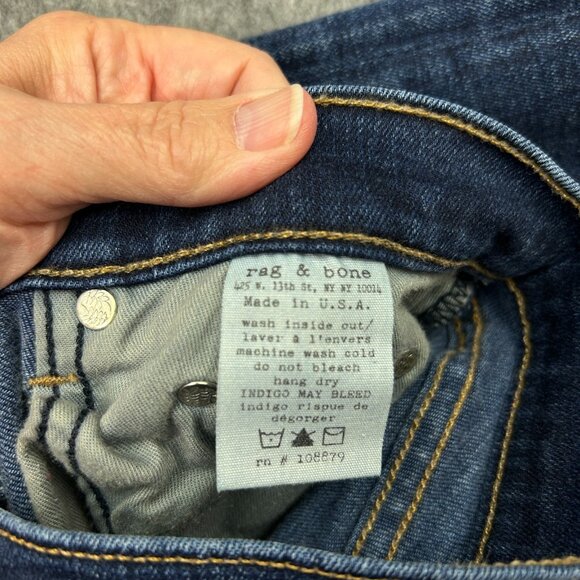 rag & bone
425 W. 13th St, NY NY 10014
Made in U.S.A.
wash inside out/
laver à l'envers
machine wash cold
do not bleach
hang dry
INDIGO MAY BLEED
indigo risque de
dégorger
rn # 108879